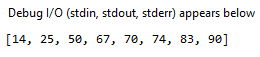 Debug I/O (stdin, stdout, stderr) appears below
[14, 25, 50, 67, 70, 74, 83, 90]